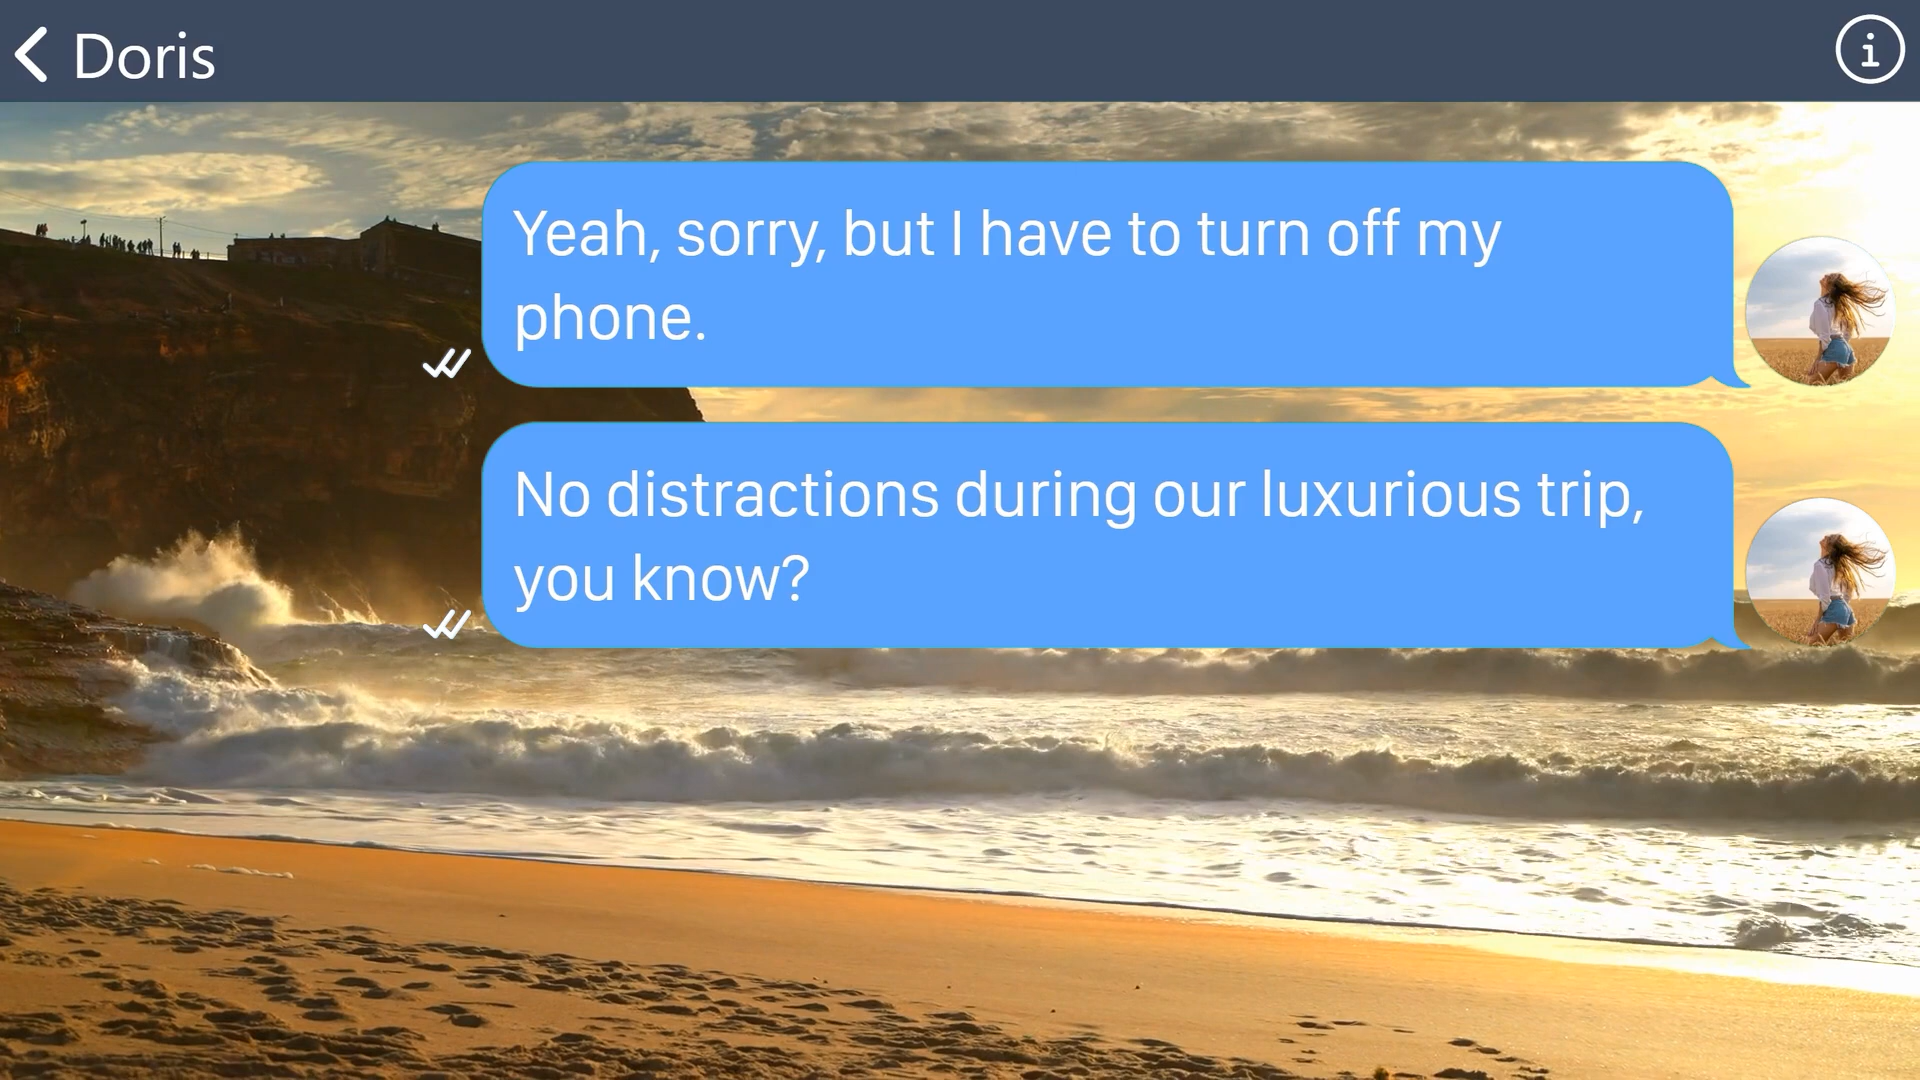 Doris
Yeah, sorry, but I have to turn off my
phone.
No distractions during our luxurious trip,
you know?